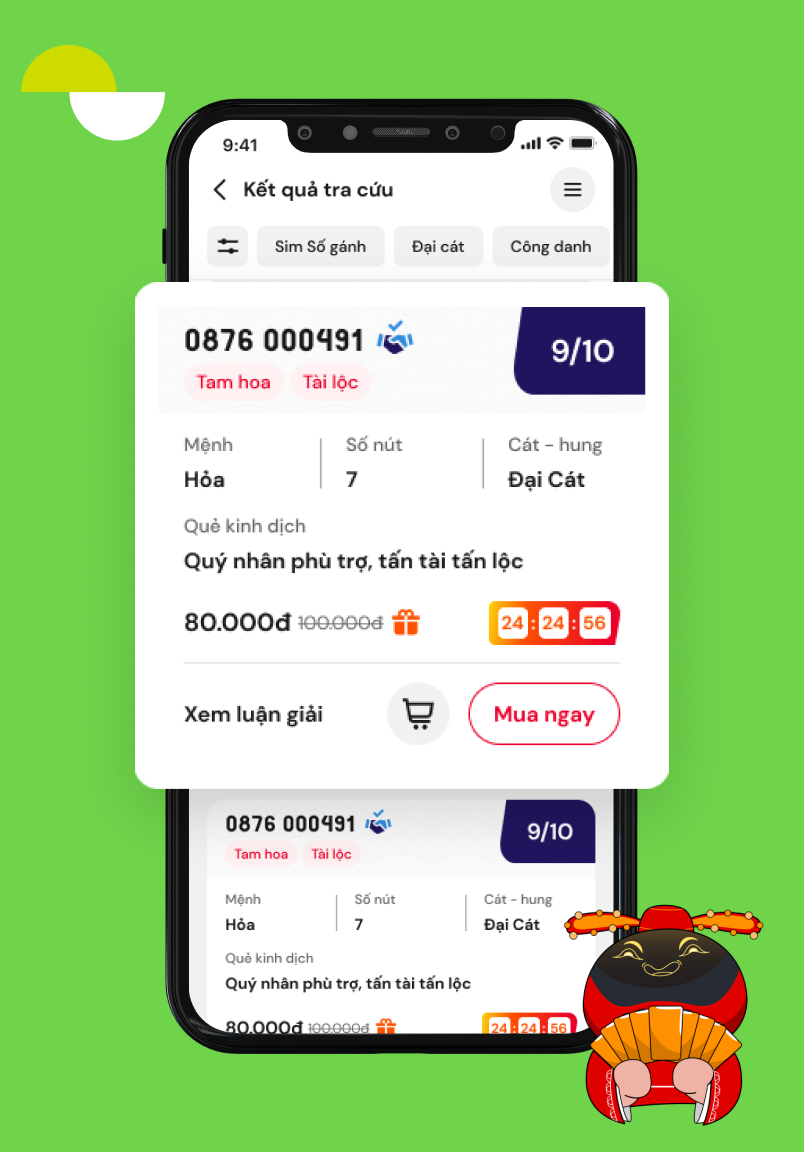 9:41
Kết quả tra cứu
Sim Số gánh
Đại cát
Công danh
0876 000491
9/10
Tam hoa
Tài lộc
Mệnh
Số nút
Cát - hung
Hỏa
7
Đại Cát
Quẻ kinh dịch
Quý nhân phù trợ, tấn tài tấn lộc
80.000đ 100.000đ
24 : 24 : 56
Xem luận giải
Mua ngay
0876 000491
9/10
Tam hoa
Tài lộc
Mệnh
Số nút
Cát - hung
Hỏa
7
Đại Cát
Quẻ kinh dịch
Quý nhân phù trợ, tấn tài tấn lộc
80.000đ 100.000đ
24 : 24 : 56